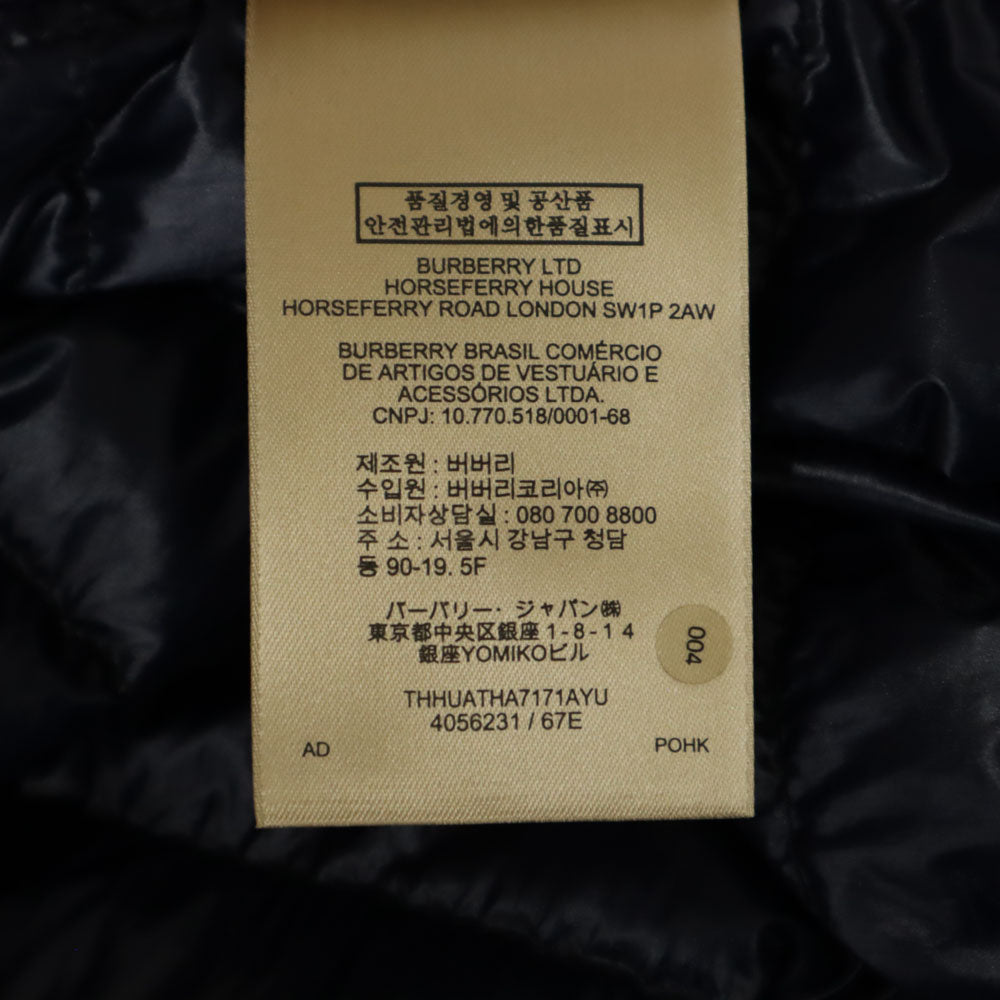 품질경영 및 공산품
안전관리법에의한품질표시
BURBERRY LTD
HORSEFERRY HOUSE
HORSEFERRY ROAD LONDON SW1P 2AW
BURBERRY BRASIL COMÉRCIO
DE ARTIGOS DE VESTUÁRIO E
ACESSÓRIOS LTDA.
CNPJ: 10.770.518/0001-68
제조원 : 버버리
수입원 : 버버리코리아㈜
소비자상담실 : 080 700 8800
주 소 : 서울시 강남구 청담
동 90-19. 5F
バーバリー・ジャパン㈱
東京都中央区銀座1-8-14
銀座YOMIKOビル
004
THHUATHA7171AYU
4056231 / 67E
AD POHK